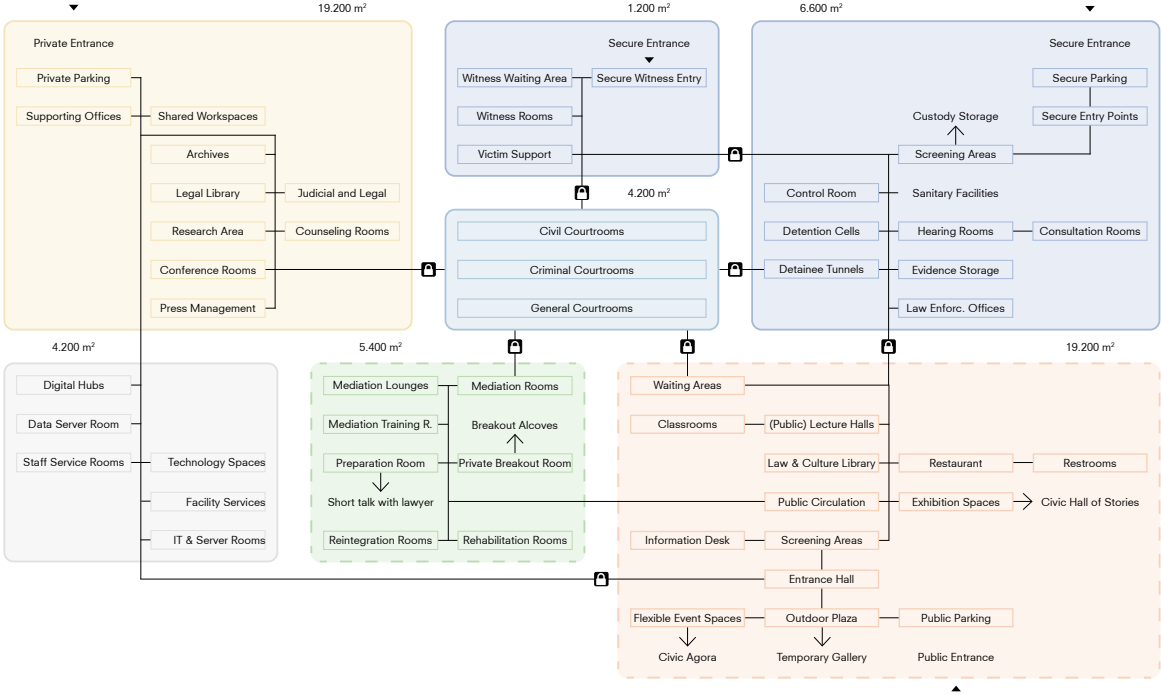 19.200 m²
Private Entrance
Private Parking
Supporting Offices
Shared Workspaces
Archives
Legal Library
Judicial and Legal
Research Area
Counseling Rooms
Conference Rooms
Press Management
1.200 m²
Secure Entrance
Witness Waiting Area
Secure Witness Entry
Witness Rooms
Victim Support
6.600 m²
Secure Entrance
Secure Parking
Custody Storage
Secure Entry Points
Screening Areas
Control Room
Sanitary Facilities
Detention Cells
Hearing Rooms
Consultation Rooms
Detainee Tunnels
Evidence Storage
Law Enforc. Offices
4.200 m²
Civil Courtrooms
Criminal Courtrooms
General Courtrooms
4.200 m²
Digital Hubs
Data Server Room
Staff Service Rooms
Technology Spaces
Facility Services
IT & Server Rooms
5.400 m²
Mediation Lounges
Mediation Rooms
Mediation Training R.
Breakout Alcoves
Preparation Room
Private Breakout Room
Short talk with lawyer
Reintegration Rooms
Rehabilitation Rooms
19.200 m²
Waiting Areas
Classrooms
(Public) Lecture Halls
Law & Culture Library
Restaurant
Restrooms
Public Circulation
Exhibition Spaces
Civic Hall of Stories
Information Desk
Screening Areas
Entrance Hall
Flexible Event Spaces
Outdoor Plaza
Public Parking
Civic Agora
Temporary Gallery
Public Entrance